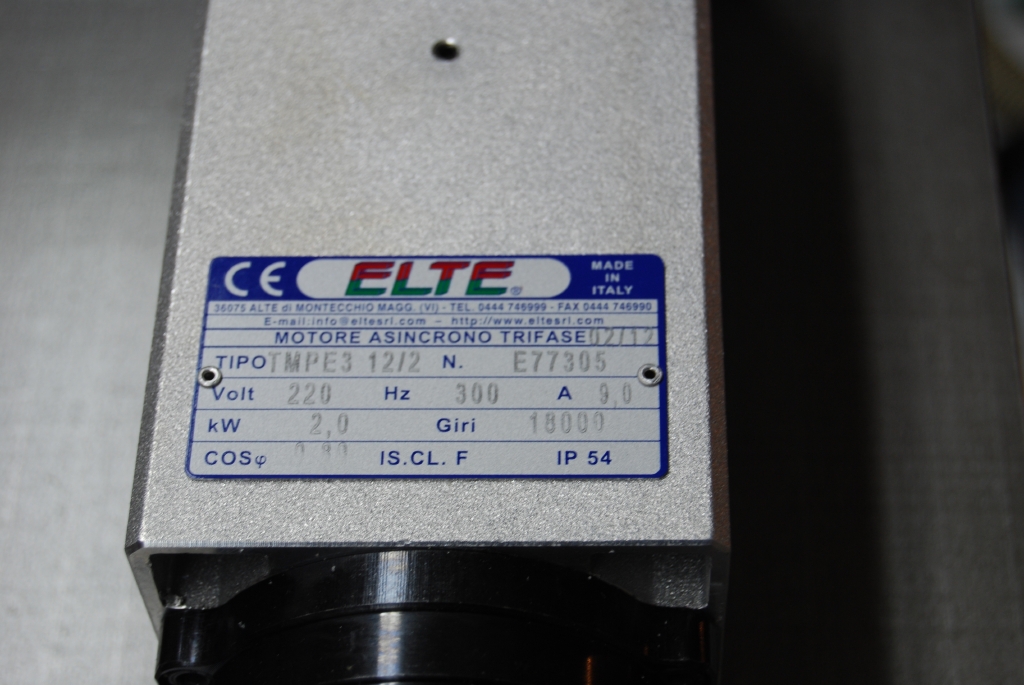 CE ELTE ® MADE IN ITALY
36075 ALTE di MONTECCHIO MAGG. (VI) - TEL. 0444 746999 - FAX 0444 746990
E-mail:info@eltesrl.com – http://www.eltesrl.com
MOTORE ASINCRONO TRIFASE 02/12
TIPO TMPE3 12/2 N. E77305
Volt 220 Hz 300 A 9,0
kW 2,0 Giri 18000
COSφ 0,80 IS.CL. F IP 54